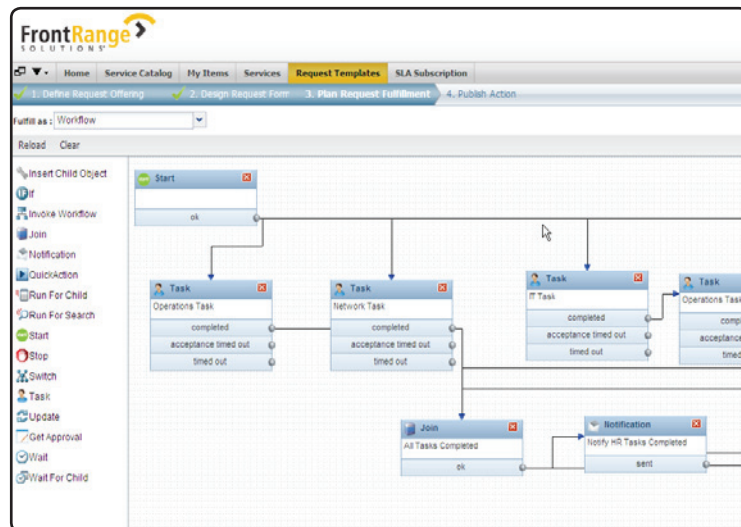 FrontRange
SOLUTIONS
Home Service Catalog My Items Services Request Templates SLA Subscription
1. Define Request Offering 2. Design Request Form 3. Plan Request Fulfillment 4. Publish Action
Fulfill as : Workflow
Reload Clear
Insert Child Object
If
Invoke Workflow
Join
Notification
QuickAction
Run For Child
Run For Search
Start
Stop
Switch
Task
Update
Get Approval
Wait
Wait For Child
Start
ok
Task
Operations Task
completed
acceptance timed out
timed out
Task
Network Task
completed
acceptance timed out
timed out
Task
IT Task
completed
acceptance timed out
timed out
Task
Operations Task
comp
acceptance
timed
Join
All Tasks Completed
ok
Notification
Notify HR Tasks Completed
sent